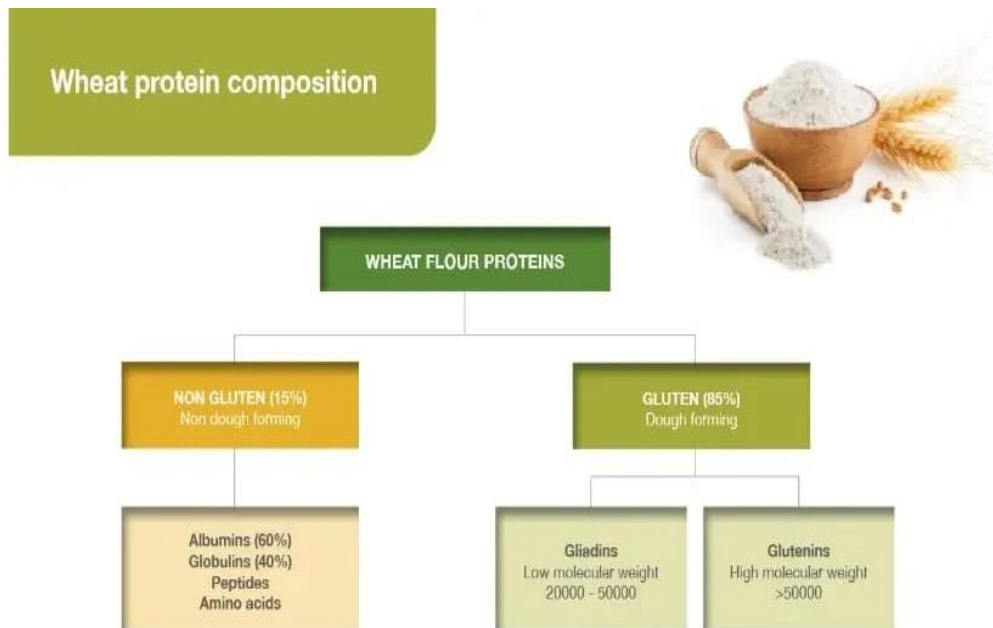 Wheat protein composition
WHEAT FLOUR PROTEINS
NON GLUTEN (15%)
Non dough forming
GLUTEN (85%)
Dough forming
Albumins (60%)
Globulins (40%)
Peptides
Amino acids
Gliadins
Low molecular weight
20000 - 50000
Glutenins
High molecular weight
>50000